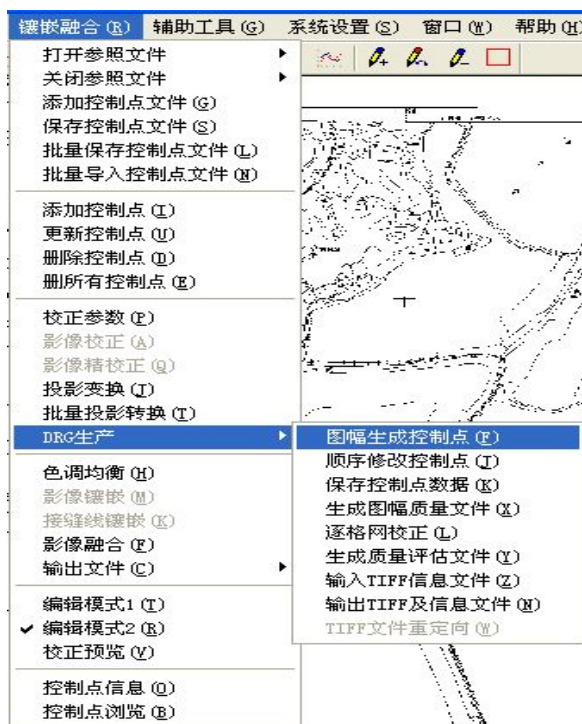 镶嵌融合(R) 辅助工具(G) 系统设置(S) 窗口(W) 帮助(H)
打开参照文件
关闭参照文件
添加控制点文件(G)
保存控制点文件(S)
批量保存控制点文件(L)
批量导入控制点文件(N)
添加控制点(I)
更新控制点(U)
删除控制点(D)
删所有控制点(E)
校正参数(P)
影像校正(A)
影像精校正(Q)
投影变换(J)
批量投影转换(T)
DRG生产
图幅生成控制点(F)
顺序修改控制点(J)
保存控制点数据(K)
生成图幅质量文件(X)
逐格网校正(L)
生成质量评估文件(Y)
输入TIFF信息文件(Z)
输出TIFF及信息文件(N)
TIFF文件重定向(W)
色调均衡(H)
影像镶嵌(M)
接缝线镶嵌(K)
影像融合(F)
输出文件(C)
编辑模式1(T)
编辑模式2(R)
校正预览(V)
控制点信息(O)
控制点浏览(B)